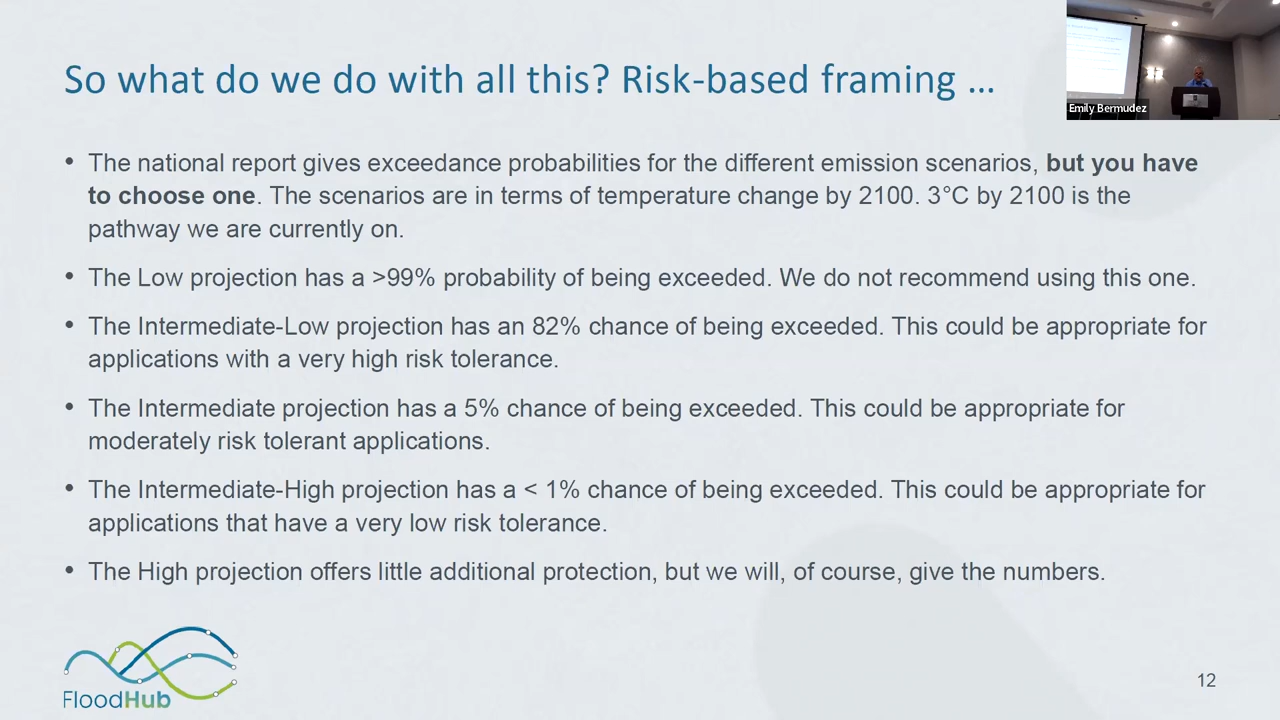 So what do we do with all this? Risk-based framing ...
Emily Bermudez
• The national report gives exceedance probabilities for the different emission scenarios, but you have
to choose one. The scenarios are in terms of temperature change by 2100. 3°C by 2100 is the
pathway we are currently on.
• The Low projection has a >99% probability of being exceeded. We do not recommend using this one.
• The Intermediate-Low projection has an 82% chance of being exceeded. This could be appropriate for
applications with a very high risk tolerance.
• The Intermediate projection has a 5% chance of being exceeded. This could be appropriate for
moderately risk tolerant applications.
• The Intermediate-High projection has a < 1% chance of being exceeded. This could be appropriate for
applications that have a very low risk tolerance.
• The High projection offers little additional protection, but we will, of course, give the numbers.
FloodHub
12